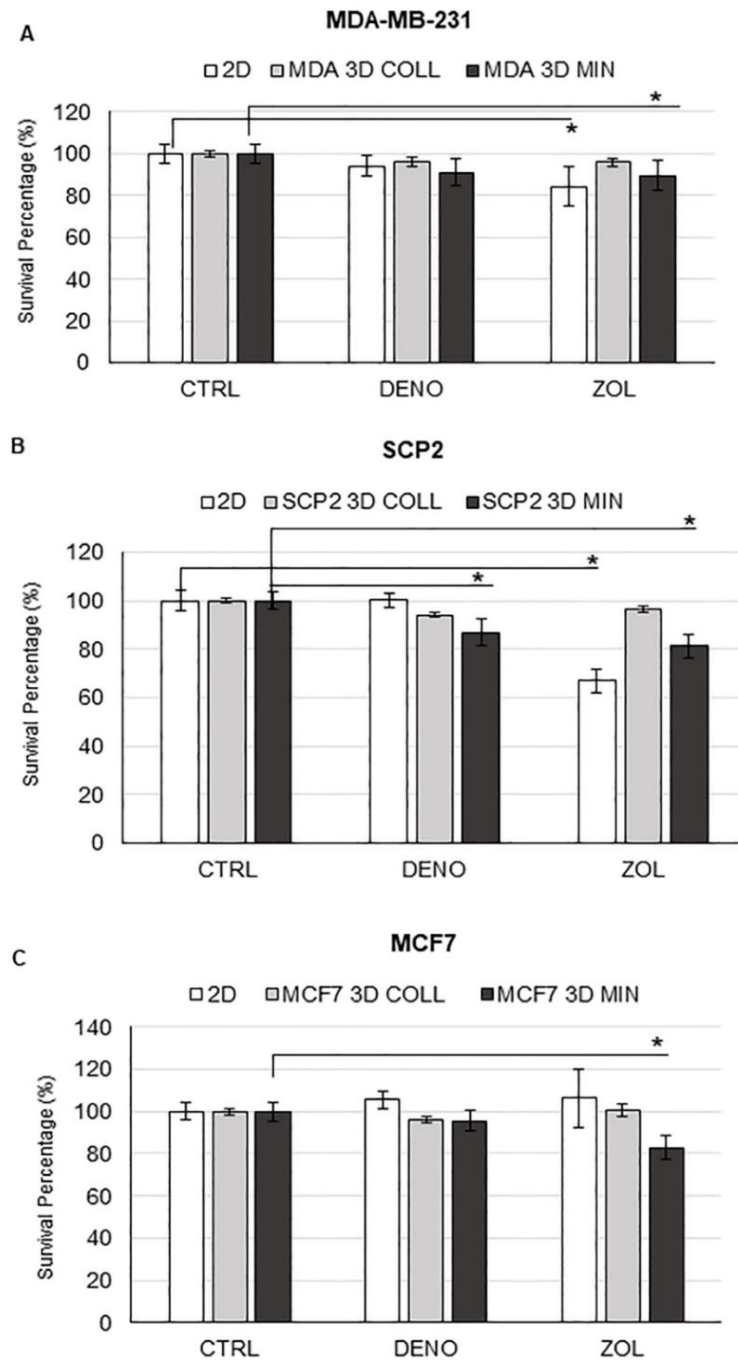 A
MDA-MB-231
2D MDA 3D COLL MDA 3D MIN
Survival Percentage (%)
120
100
80
60
40
20
0
*
*
CTRL DENO ZOL
B
SCP2
2D SCP2 3D COLL SCP2 3D MIN
Survival Percentage (%)
120
100
80
60
40
20
0
*
*
*
CTRL DENO ZOL
C
MCF7
2D MCF7 3D COLL MCF7 3D MIN
Survival Percentage (%)
140
120
100
80
60
40
20
0
*
CTRL DENO ZOL